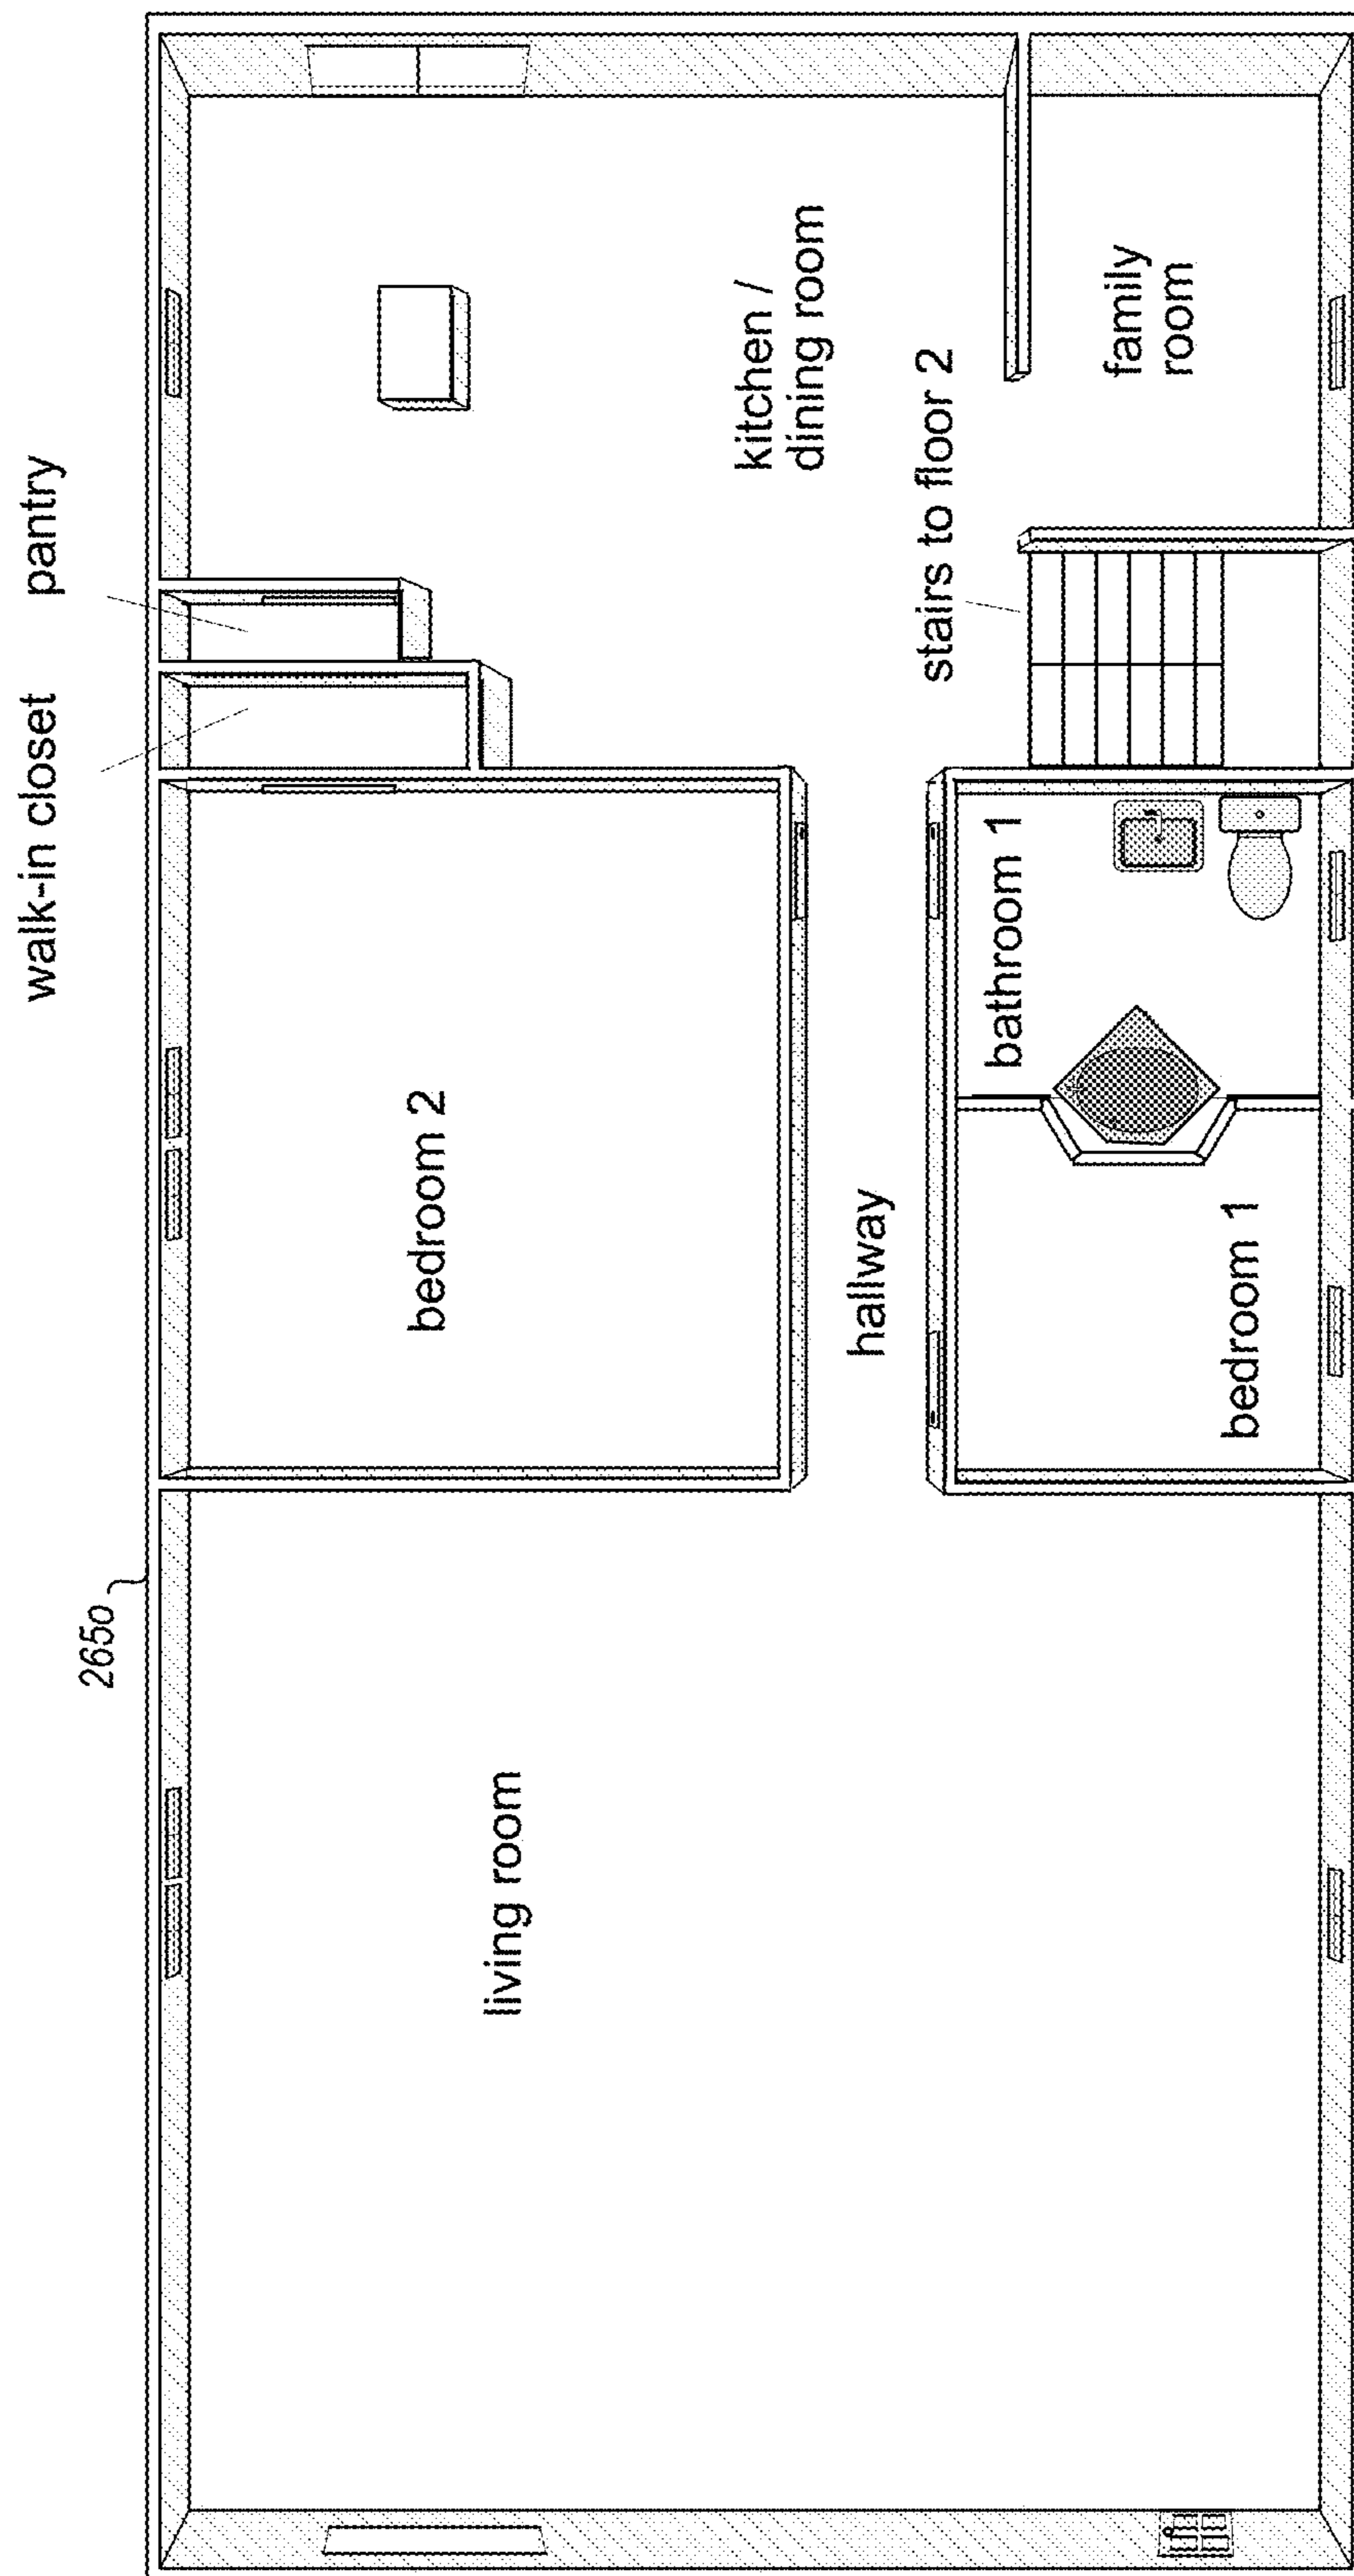 walk-in closet
pantry
2650
living room
bedroom 2
hallway
bedroom 1
bathroom 1
kitchen /
dining room
stairs to floor 2
family
room